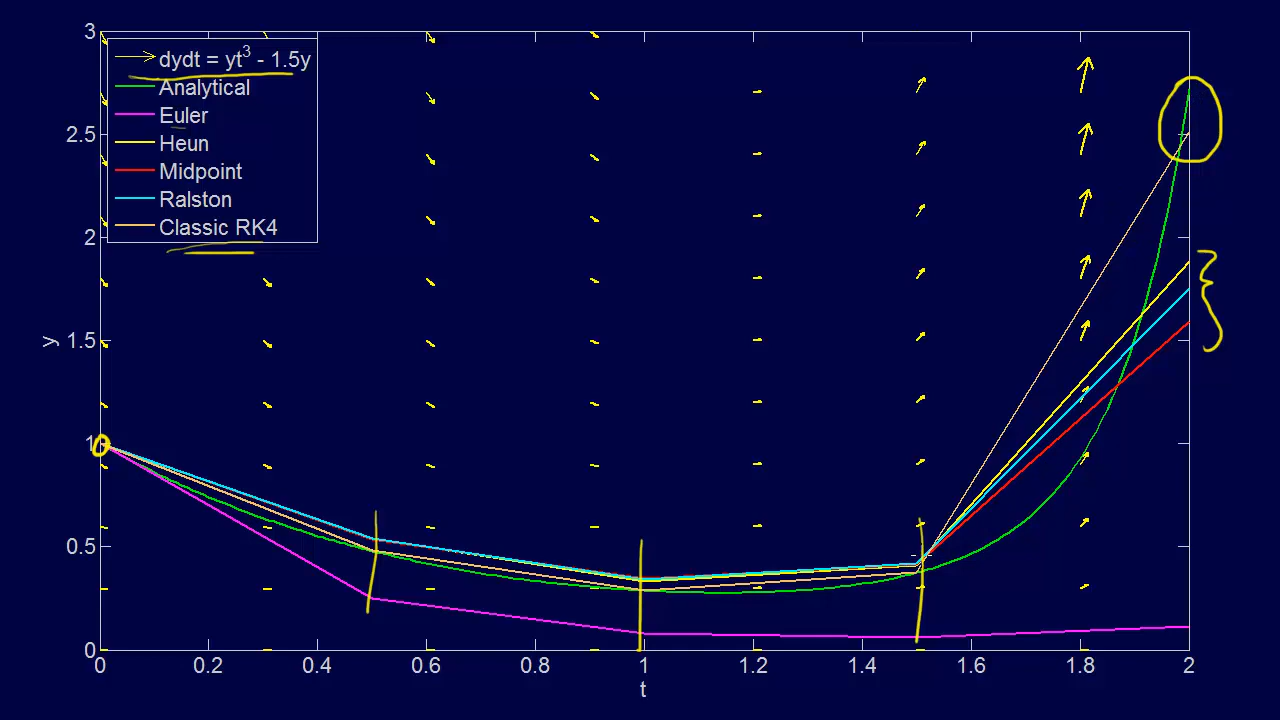 3
dydt = yt³ - 1.5y
Analytical
2.5
Euler
Heun
Midpoint
Ralston
2
Classic RK4
1.5
y
1
0.5
0
0 0.2 0.4 0.6 0.8 1 1.2 1.4 1.6 1.8 2
t